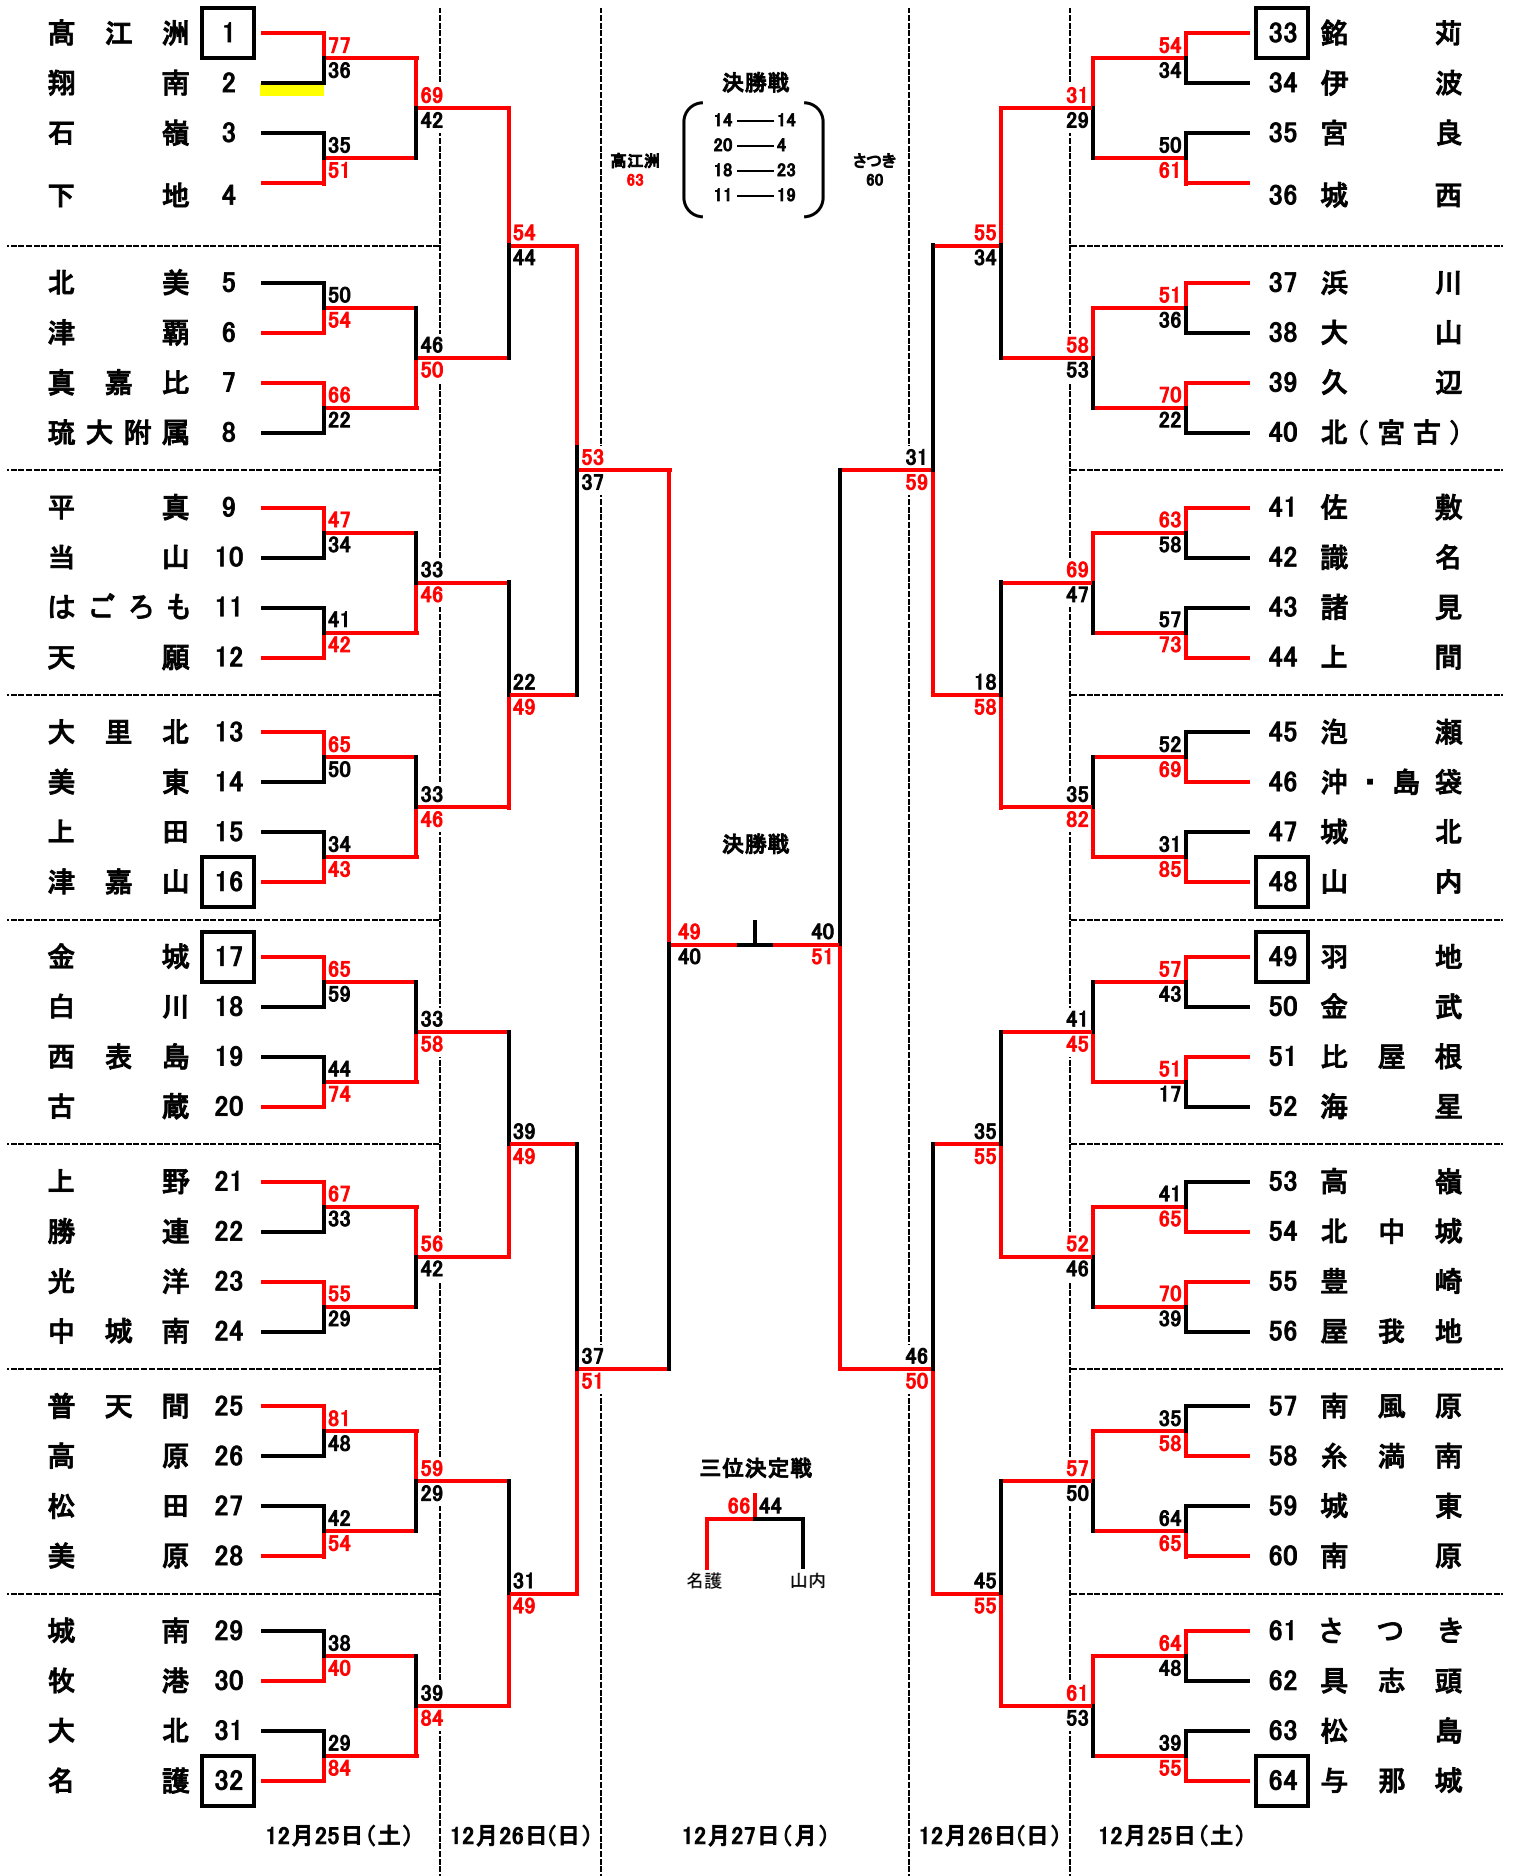 髙江洲 1
翔南 2
石嶺 3
下地 4
北美 5
津覇 6
真嘉比 7
琉大附属 8
平真 9
当山 10
はごろも 11
天願 12
大里北 13
美東 14
上田 15
津嘉山 16
金城 17
白川 18
西表島 19
古蔵 20
上野 21
勝連 22
光洋 23
中城南 24
普天間 25
高原 26
松田 27
美原 28
城南 29
牧港 30
大北 31
名護 32
77
36
35
51
50
54
66
22
47
34
41
42
65
50
34
43
65
59
44
74
67
33
55
29
81
48
42
54
38
40
29
84
69
42
46
50
33
46
33
46
33
58
56
42
59
29
39
84
54
44
22
49
39
49
31
49
53
37
37
51
49
40
決勝戦
14 14
20 4
18 23
11 19
髙江洲
63
さつき
60
決勝戦
40
51
三位決定戦
66 44
名護 山内
31
59
46
50
55
34
18
58
35
55
45
55
31
29
58
53
69
47
35
82
41
45
52
46
57
50
61
53
54
34
50
61
51
36
70
22
63
58
57
73
52
69
31
85
57
43
51
17
41
65
70
39
35
58
64
65
64
48
39
55
33 銘苅
34 伊波
35 宮良
36 城西
37 浜川
38 大山
39 久辺
40 北(宮古)
41 佐敷
42 識名
43 諸見
44 上間
45 泡瀬
46 沖・島袋
47 城北
48 山内
49 羽地
50 金武
51 比屋根
52 海星
53 高嶺
54 北中城
55 豊崎
56 屋我地
57 南風原
58 糸満南
59 城東
60 南原
61 さつき
62 具志頭
63 松島
64 与那城
12月25日(土) 12月26日(日) 12月27日(月) 12月26日(日) 12月25日(土)